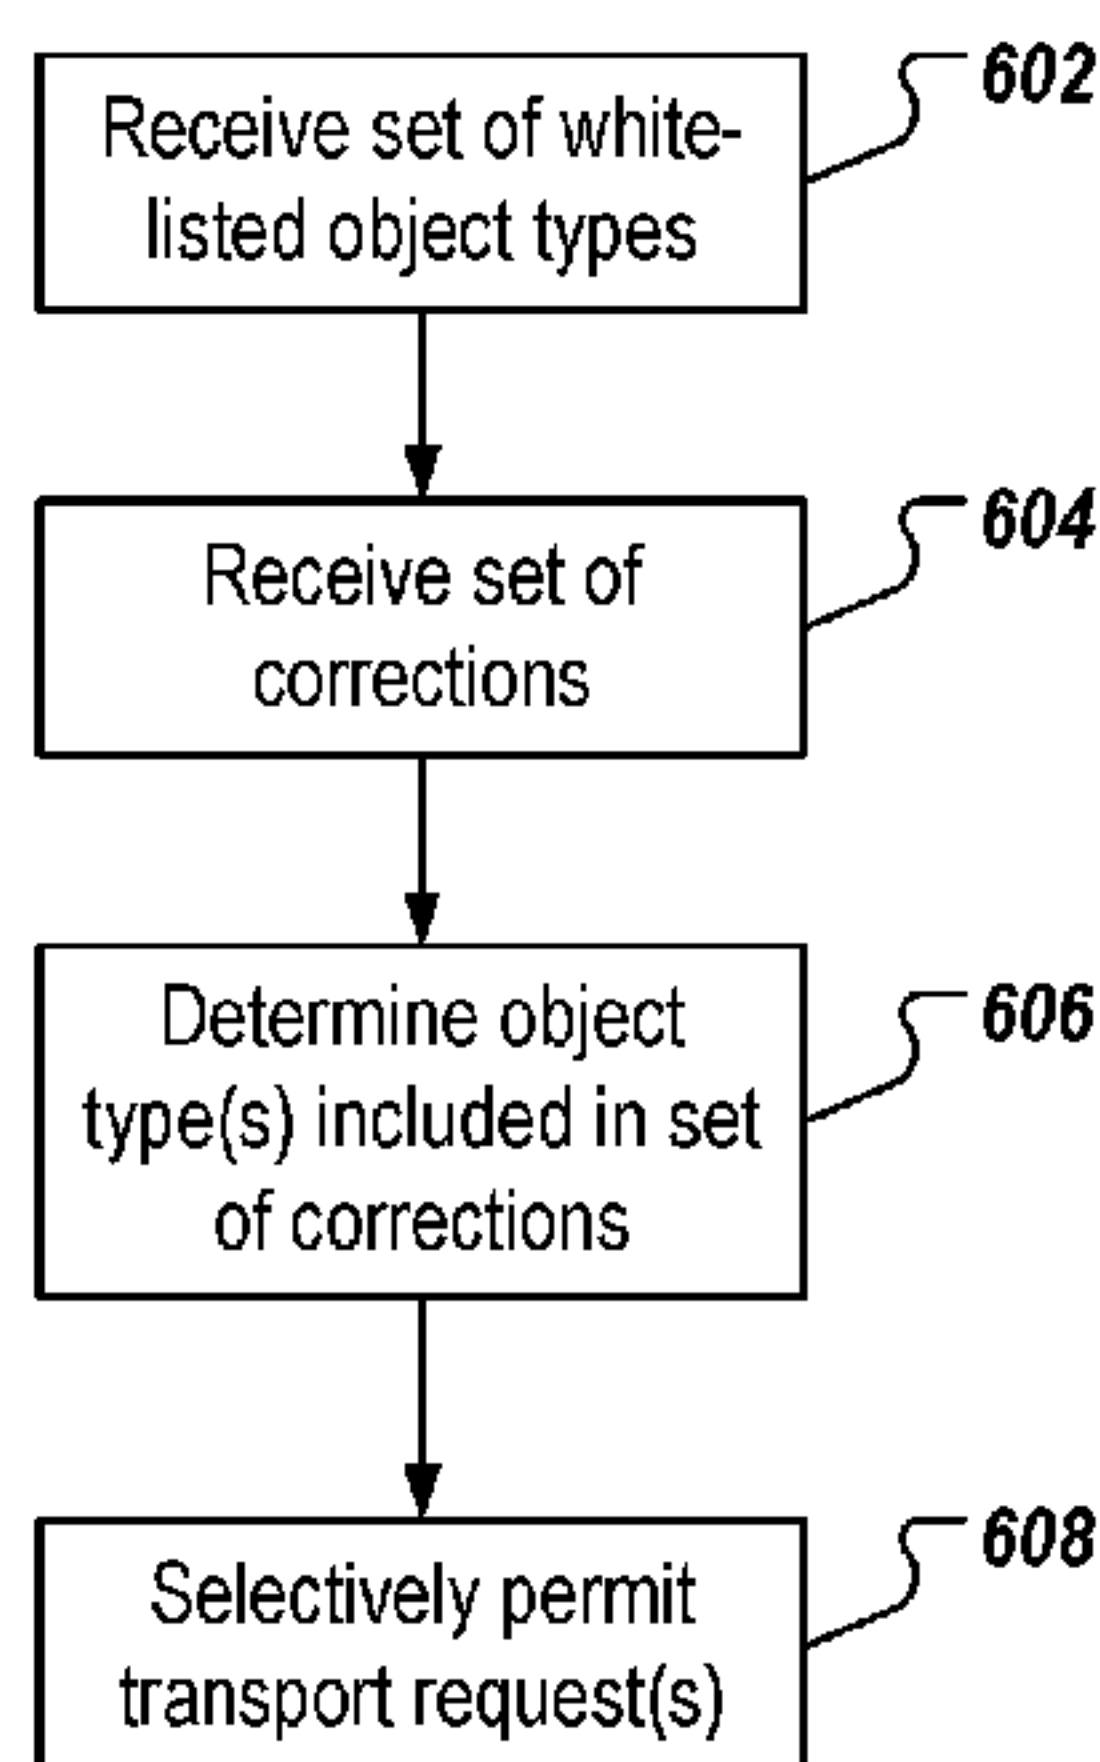 Receive set of white-
listed object types
602
Receive set of
corrections
604
Determine object
type(s) included in set
of corrections
606
Selectively permit
transport request(s)
608